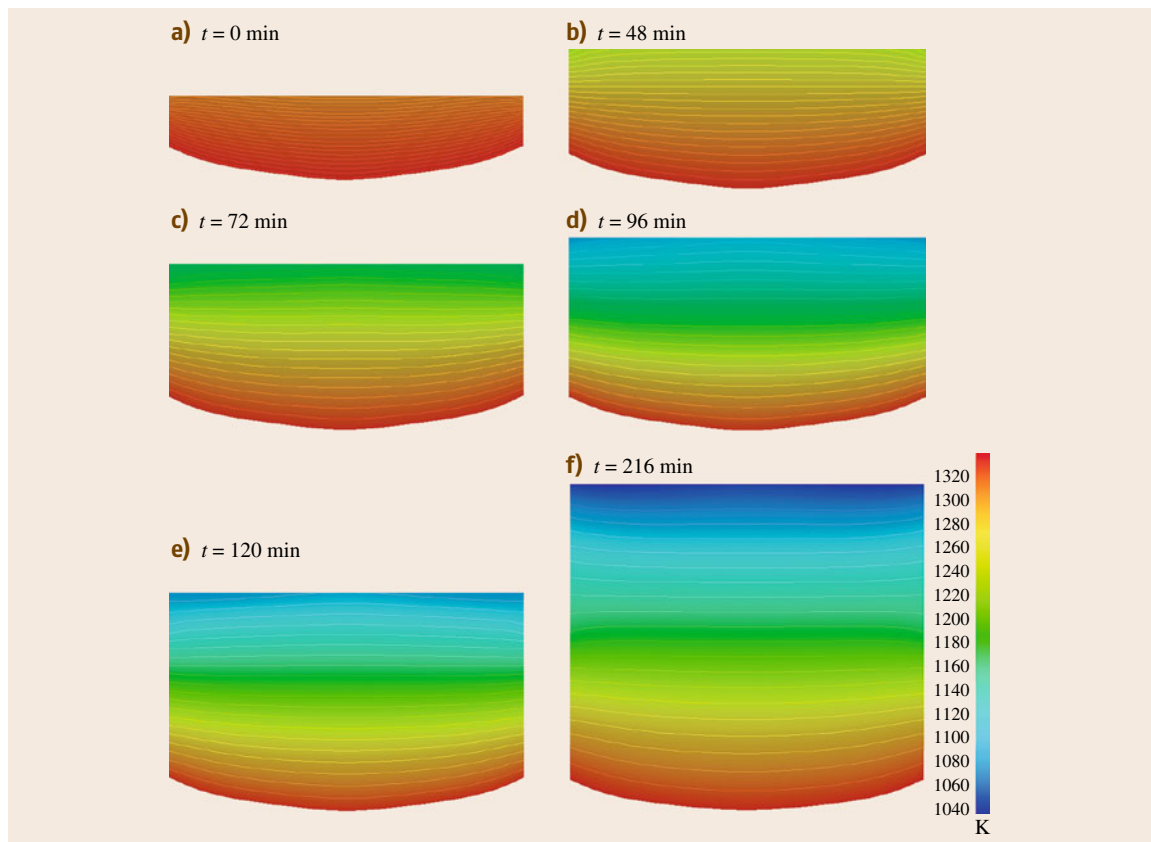 a) t = 0 min
b) t = 48 min
c) t = 72 min
d) t = 96 min
e) t = 120 min
f) t = 216 min
1320
1300
1280
1260
1240
1220
1200
1180
1160
1140
1120
1100
1080
1060
1040
K